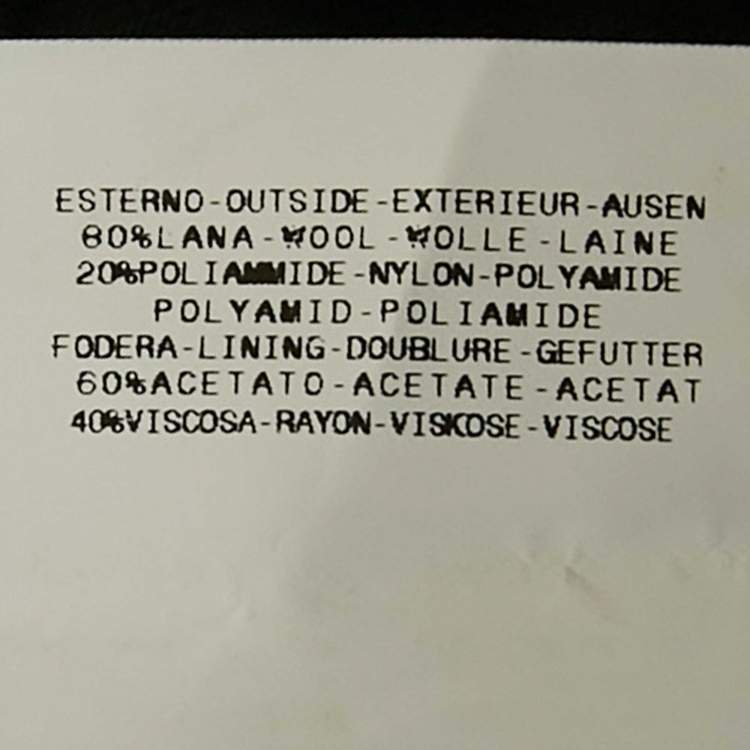 ESTERNO-OUTSIDE-EXTERIEUR-AUSEN
80%LANA-WOOL-WOLLE-LAINE
20%POLIAMMIDE-NYLON-POLYAMIDE
POLYAMID-POLIAMIDE
FODERA-LINING-DOUBLURE-GEFUTTER
60%ACETATO-ACETATE-ACETAT
40%VISCOSA-RAYON-VISKOSE-VISCOSE